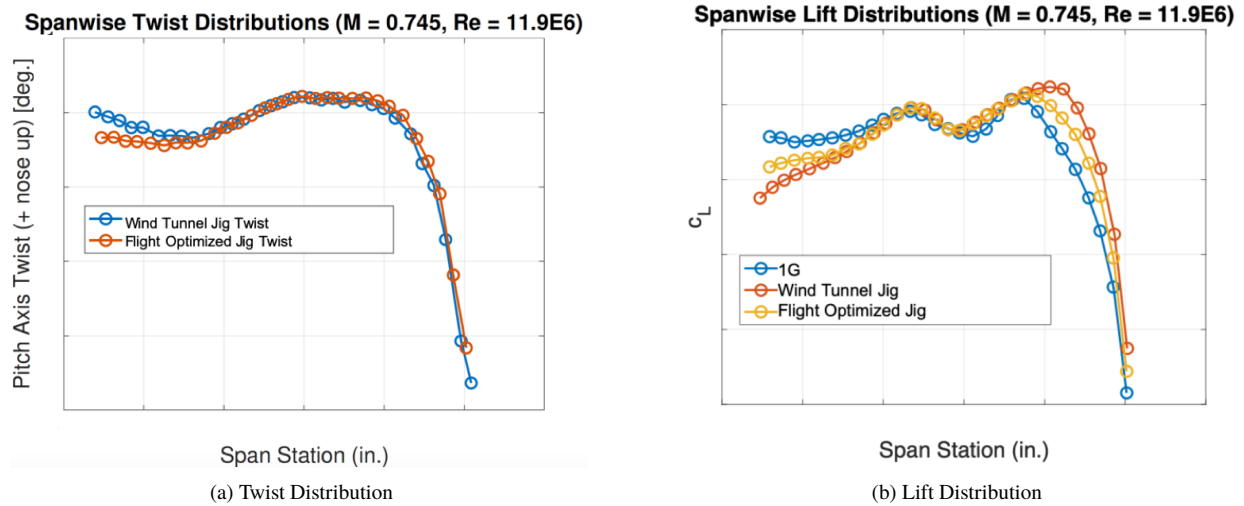 Spanwise Twist Distributions (M = 0.745, Re = 11.9E6)
Pitch Axis Twist (+ nose up) [deg.]
Wind Tunnel Jig Twist
Flight Optimized Jig Twist
Span Station (in.)
(a) Twist Distribution
Spanwise Lift Distributions (M = 0.745, Re = 11.9E6)
cL
1G
Wind Tunnel Jig
Flight Optimized Jig
Span Station (in.)
(b) Lift Distribution